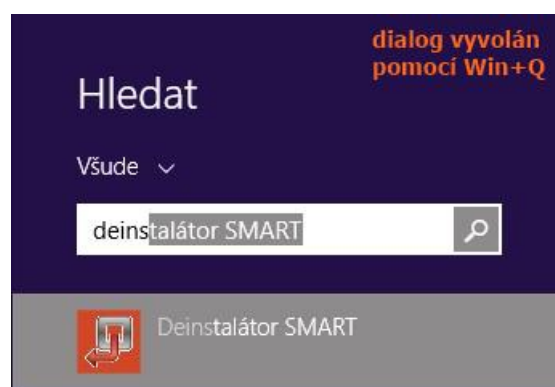 dialog vyvolán
pomocí Win+Q
Hledat
Všude
deinstalátor SMART
Deinstalátor SMART